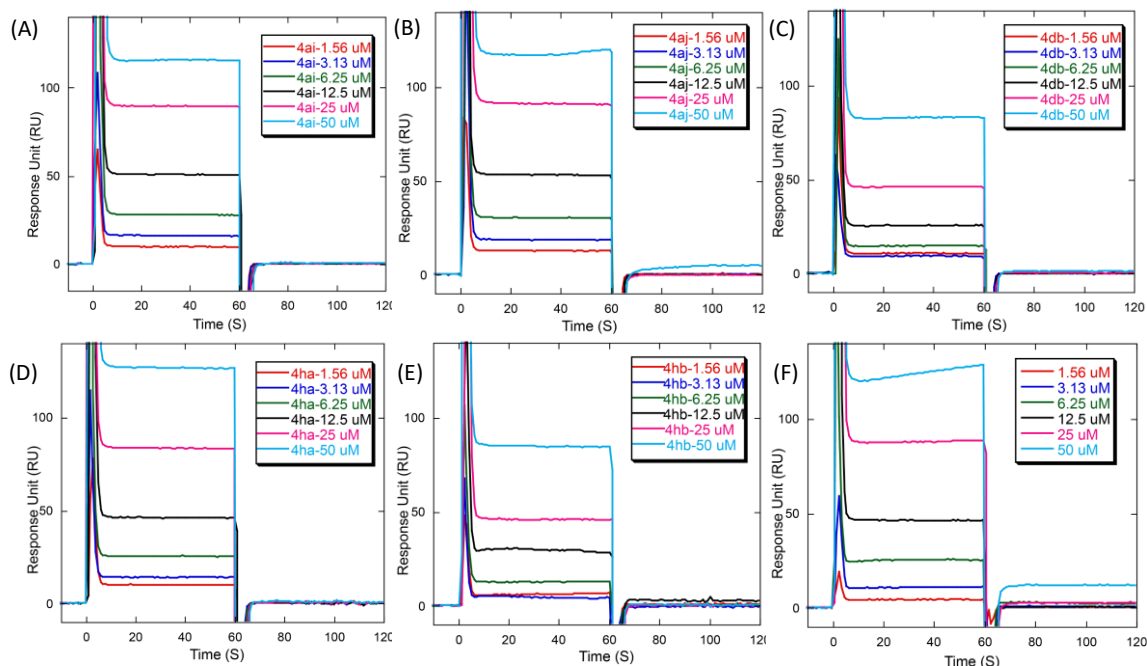 (A)
Response Unit (RU)
100
50
0
4ai-1.56 uM
4ai-3.13 uM
4ai-6.25 uM
4ai-12.5 uM
4ai-25 uM
4ai-50 uM
0 20 40 60 80 100 120
Time (S)
(B)
Response Unit (RU)
100
50
0
4aj-1.56 uM
4aj-3.13 uM
4aj-6.25 uM
4aj-12.5 uM
4aj-25 uM
4aj-50 uM
0 20 40 60 80 100 120
Time (S)
(C)
Response Unit (RU)
100
50
0
4db-1.56 uM
4db-3.13 uM
4db-6.25 uM
4db-12.5 uM
4db-25 uM
4db-50 uM
0 20 40 60 80 100 120
Time (S)
(D)
Response Unit (RU)
100
50
0
4ha-1.56 uM
4ha-3.13 uM
4ha-6.25 uM
4ha-12.5 uM
4ha-25 uM
4ha-50 uM
0 20 40 60 80 100 120
Time (S)
(E)
Response Unit (RU)
100
50
0
4hb-1.56 uM
4hb-3.13 uM
4hb-6.25 uM
4hb-12.5 uM
4hb-25 uM
4hb-50 uM
0 20 40 60 80 100 120
Time (S)
(F)
Response Unit (RU)
100
50
0
1.56 uM
3.13 uM
6.25 uM
12.5 uM
25 uM
50 uM
0 20 40 60 80 100 120
Time (S)